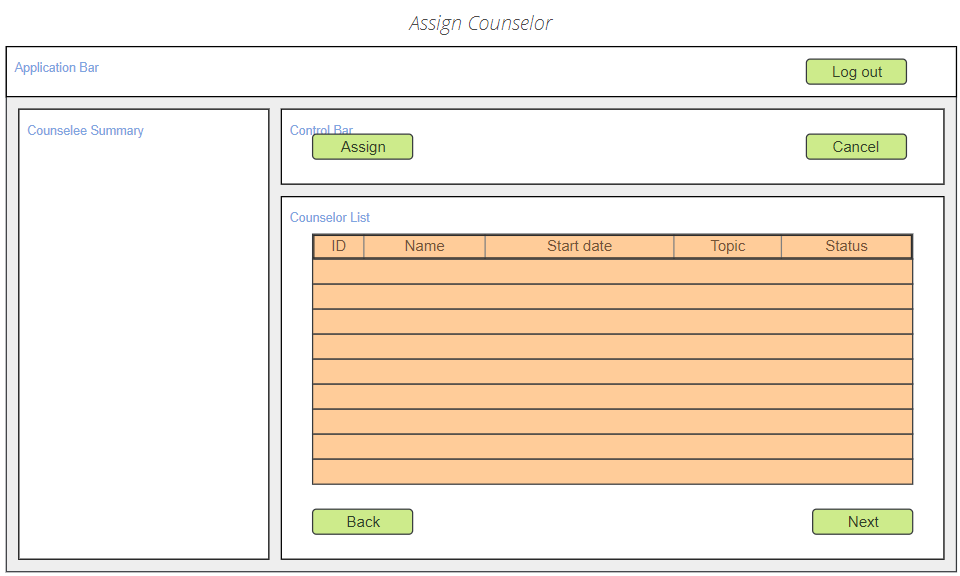 Assign Counselor
Application Bar
Log out
Counselee Summary
Control Bar
Assign
Cancel
Counselor List
ID Name Start date Topic Status
Back
Next